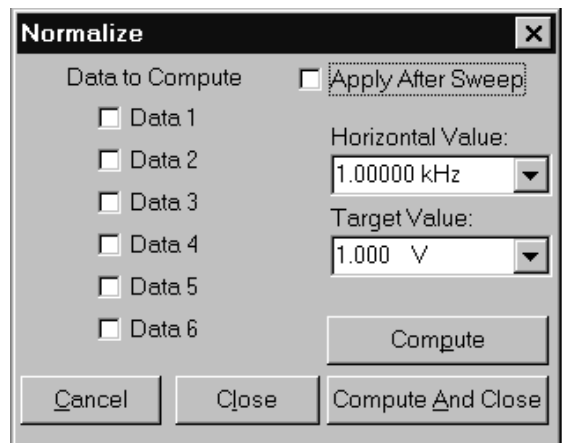 Normalize
Data to Compute
Apply After Sweep
Data 1
Data 2
Data 3
Data 4
Data 5
Data 6
Horizontal Value:
1.00000 kHz
Target Value:
1.000 V
Compute
Cancel
Close
Compute And Close